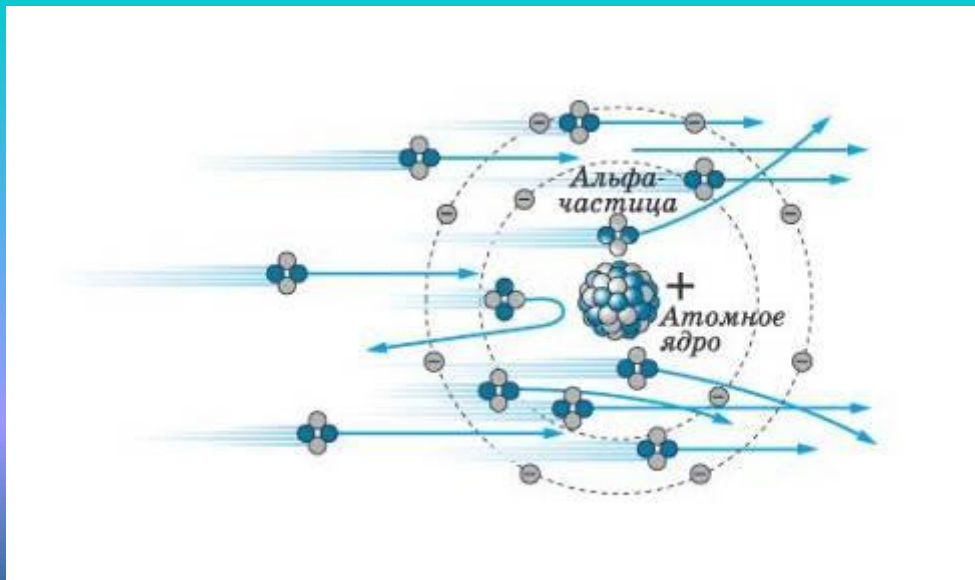 Альфа-
частица
+
Атомное
ядро